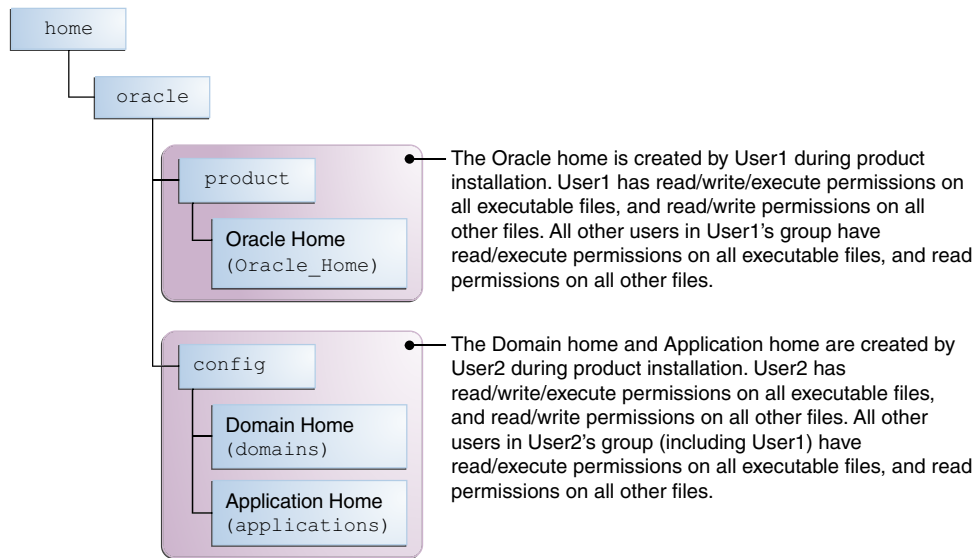 home
oracle
product
Oracle Home
(Oracle_Home)
The Oracle home is created by User1 during product
installation. User1 has read/write/execute permissions on
all executable files, and read/write permissions on all
other files. All other users in User1's group have
read/execute permissions on all executable files, and read
permissions on all other files.
config
Domain Home
(domains)
Application Home
(applications)
The Domain home and Application home are created by
User2 during product installation. User2 has
read/write/execute permissions on all executable files,
and read/write permissions on all other files. All other
users in User2's group (including User1) have
read/execute permissions on all executable files, and read
permissions on all other files.